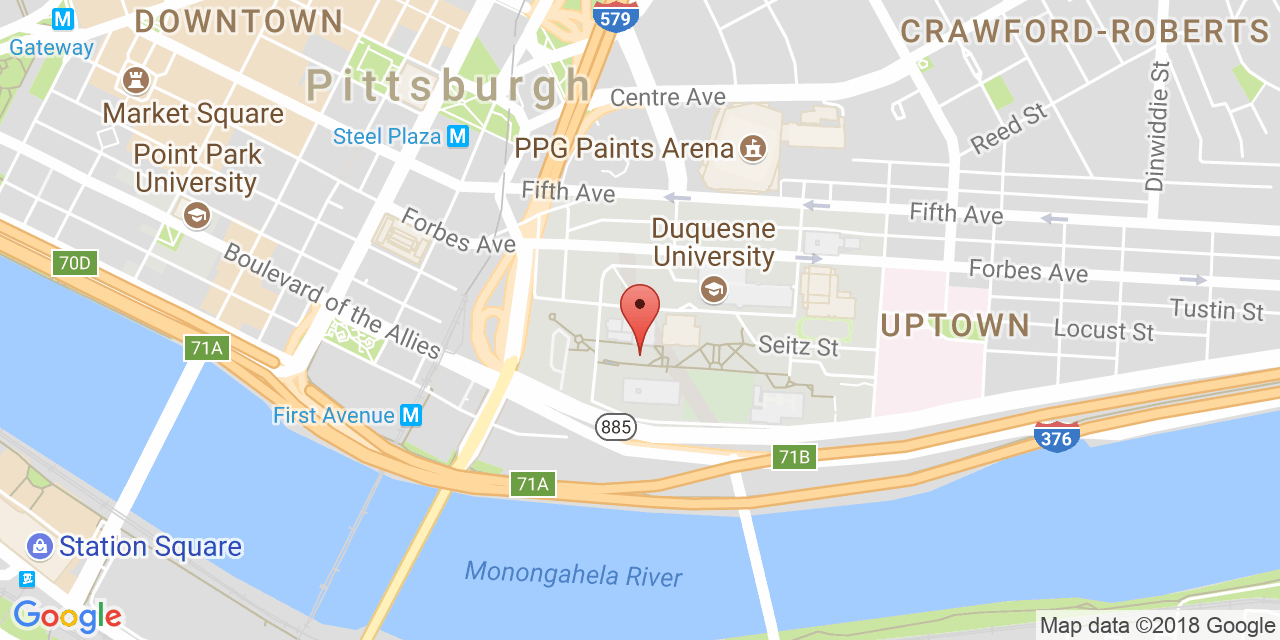 DOWNTOWN
M
Gateway
579
CRAWFORD-ROBERTS
Pittsburgh
Market Square
Centre Ave
Reed St
Dinwiddie St
Steel Plaza M
PPG Paints Arena
Point Park
University
Fifth Ave
Fifth Ave
Forbes Ave
Duquesne
University
Forbes Ave
70D
Boulevard of the Allies
Tustin St
UPTOWN
Locust St
Seitz St
71A
First Avenue M
885
376
71B
71A
Station Square
Monongahela River
Google
Map data ©2018 Google